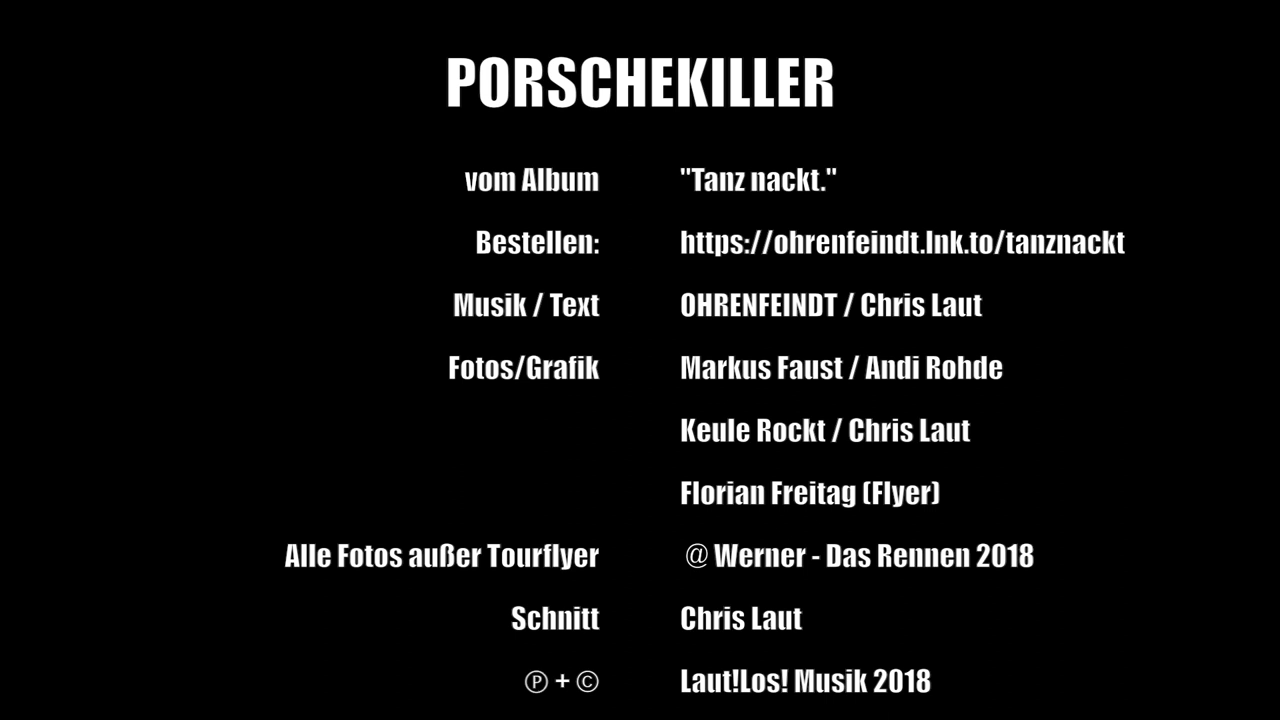 PORSCHEKILLER
vom Album "Tanz nackt."
Bestellen: https://ohrenfeindt.lnk.to/tanznackt
Musik / Text OHRENFEINDT / Chris Laut
Fotos/Grafik Markus Faust / Andi Rohde
Keule Rockt / Chris Laut
Florian Freitag (Flyer)
Alle Fotos außer Tourflyer @ Werner - Das Rennen 2018
Schnitt Chris Laut
Ⓟ + Ⓒ Laut!Los! Musik 2018